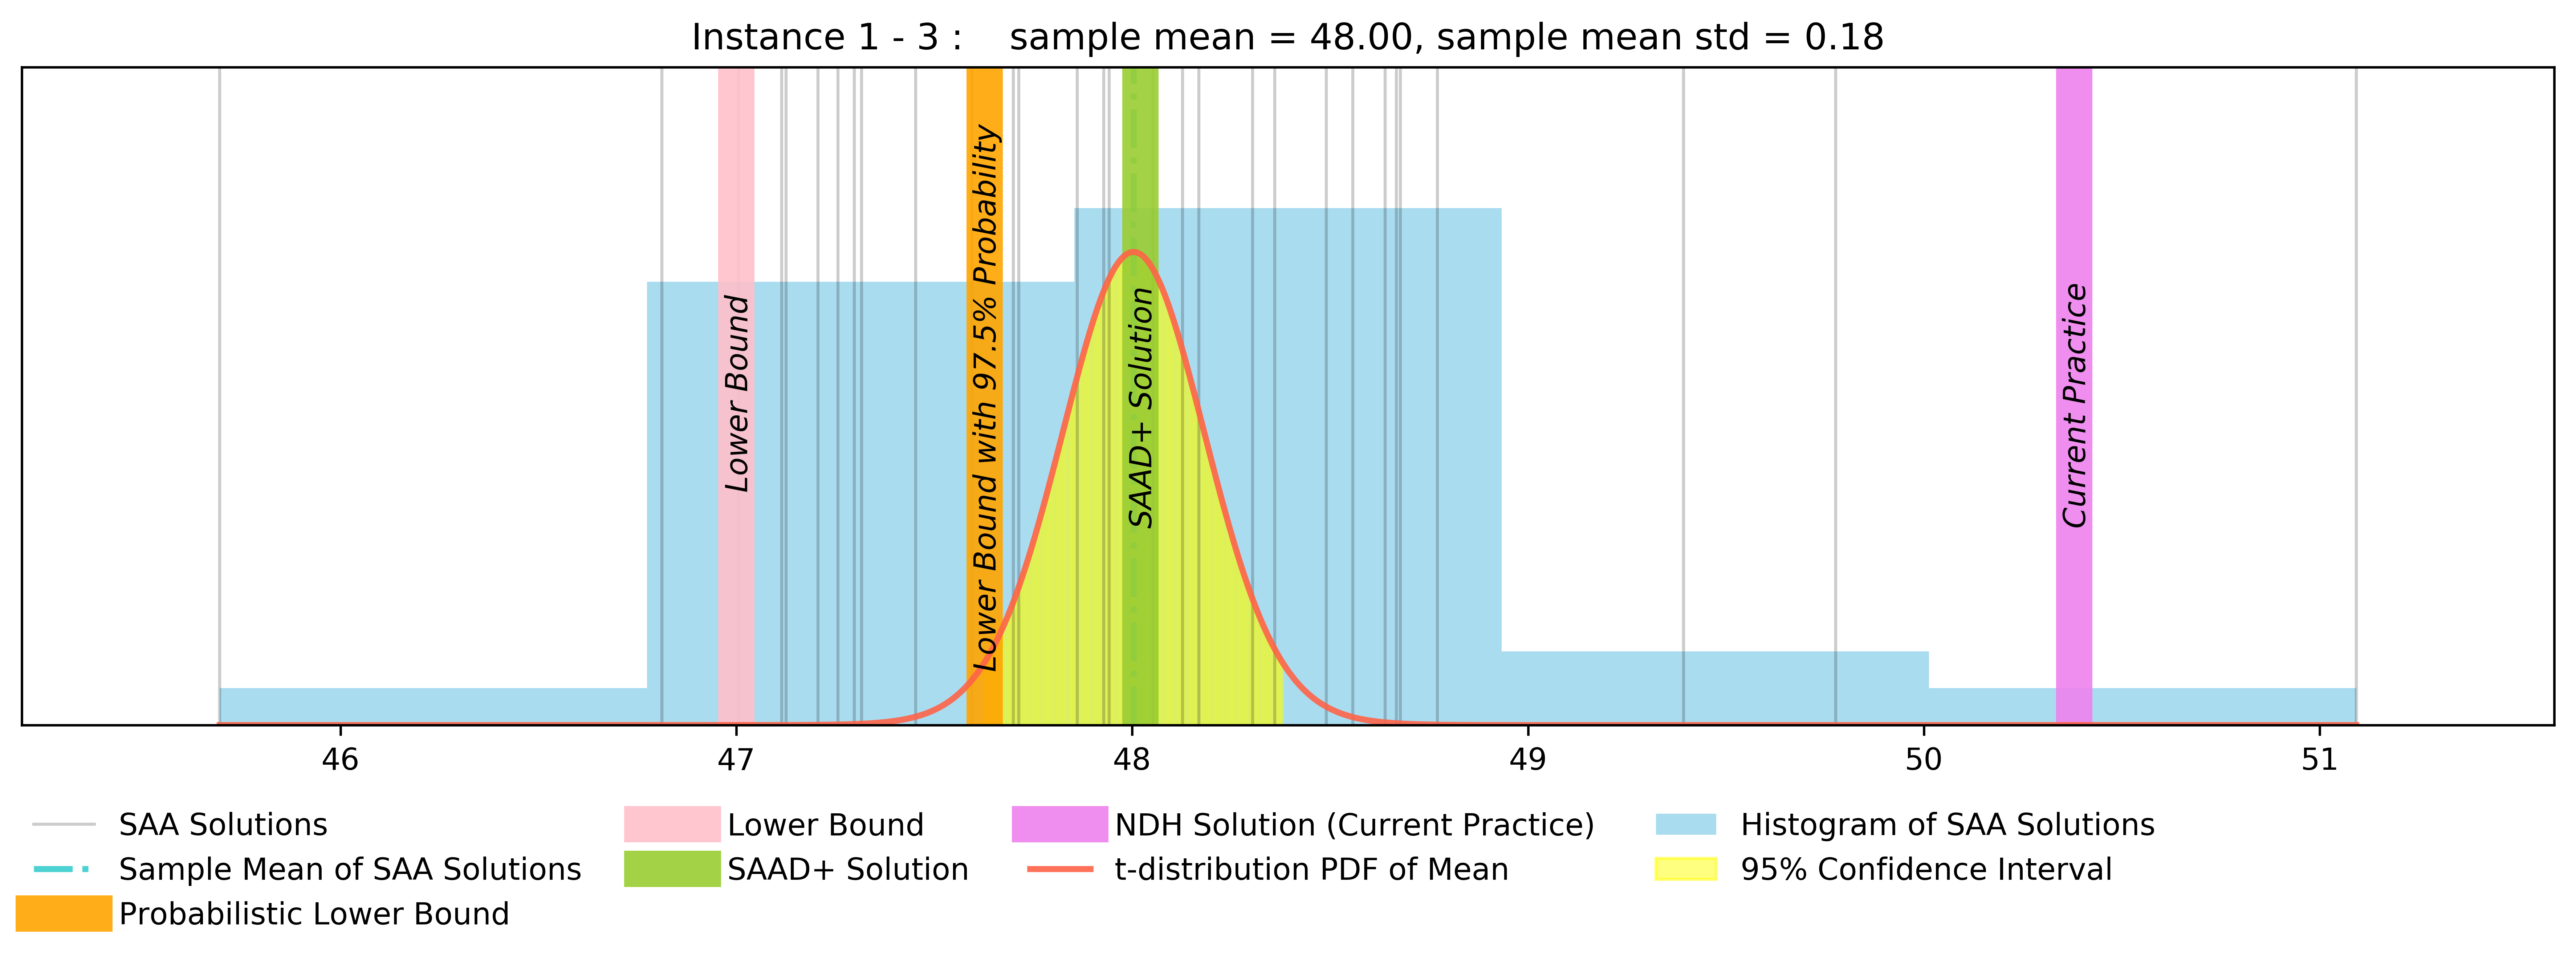 Instance 1 - 3 :    sample mean = 48.00, sample mean std = 0.18
Lower Bound
Lower Bound with 97.5% Probability
SAAD+ Solution
Current Practice
46 47 48 49 50 51
SAA Solutions
Sample Mean of SAA Solutions
Probabilistic Lower Bound
Lower Bound
SAAD+ Solution
NDH Solution (Current Practice)
t-distribution PDF of Mean
Histogram of SAA Solutions
95% Confidence Interval